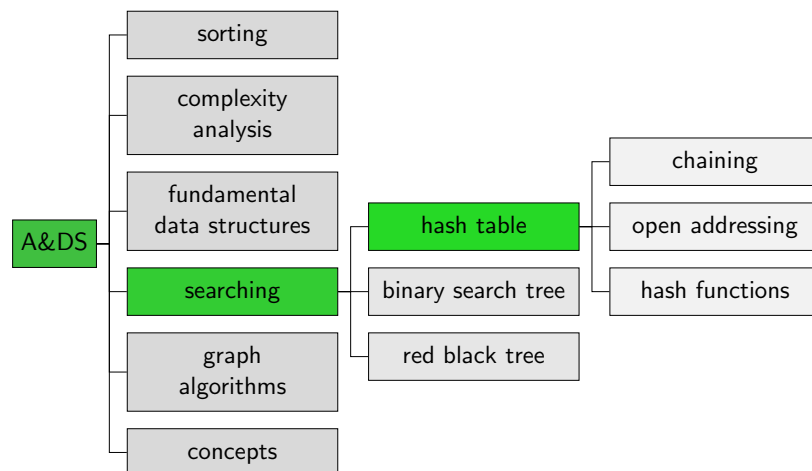 A&DS
sorting
complexity
analysis
fundamental
data structures
searching
graph
algorithms
concepts
hash table
binary search tree
red black tree
chaining
open addressing
hash functions